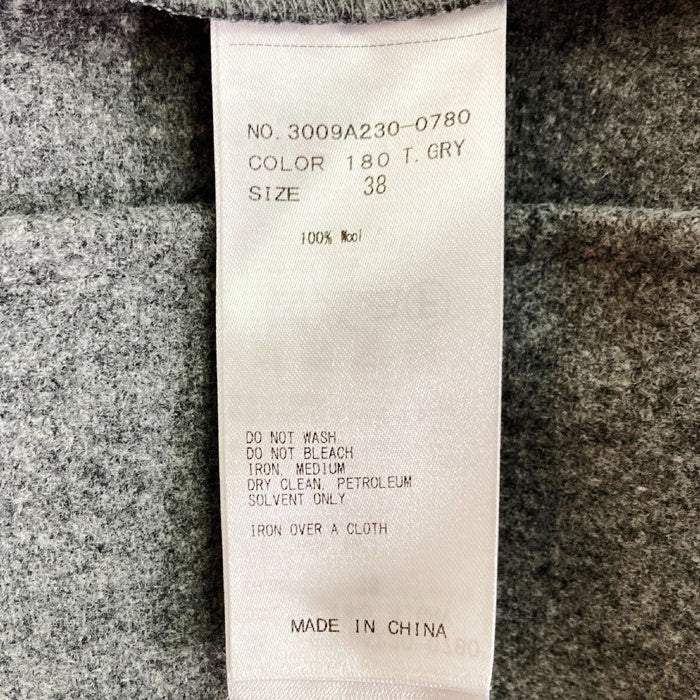 NO. 3009A230-0780
COLOR 180 T. GRY
SIZE 38
100% Wool
DO NOT WASH
DO NOT BLEACH
IRON, MEDIUM
DRY CLEAN, PETROLEUM
SOLVENT ONLY
IRON OVER A CLOTH
MADE IN CHINA